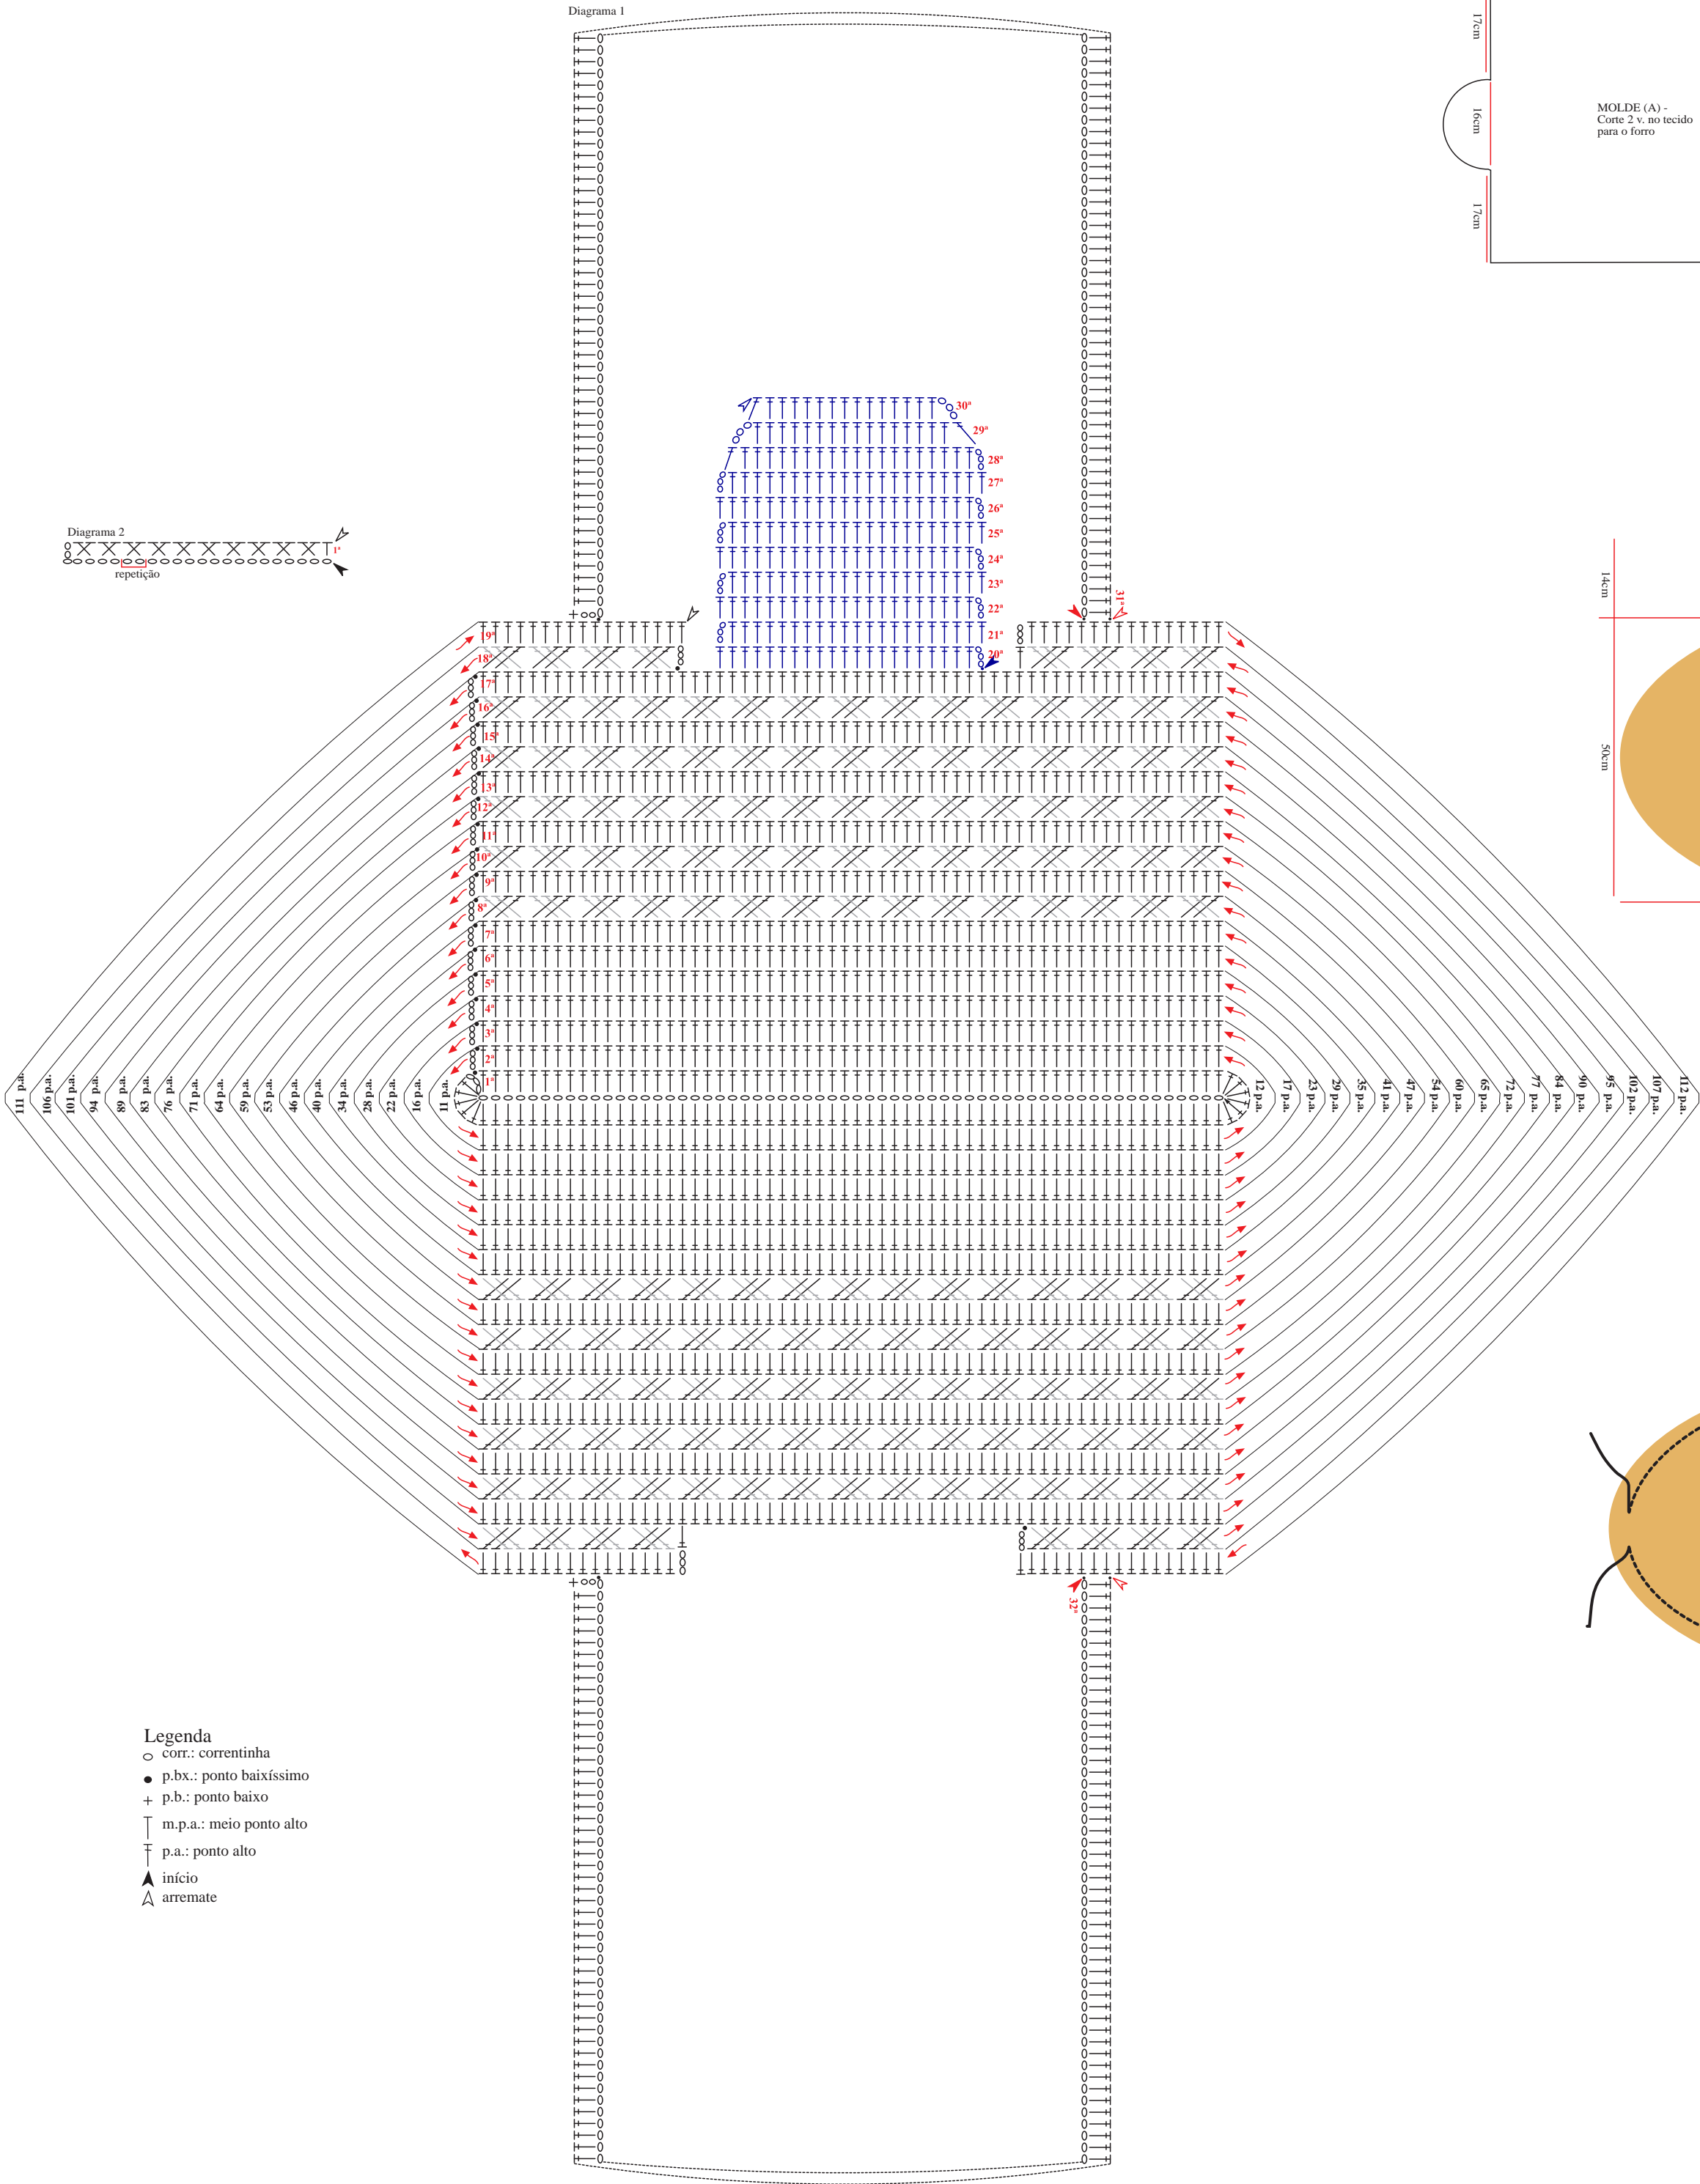 Diagrama 1
17cm
16cm
17cm
MOLDE (A) -
Corte 2 v. no tecido
para o forro
30ª
29ª
28ª
27ª
26ª
25ª
24ª
23ª
22ª
21ª
20ª
31ª
Diagrama 2
1ª
repetição
14cm
50cm
19ª
18ª
17ª
16ª
15ª
14ª
13ª
12ª
11ª
10ª
9ª
8ª
7ª
6ª
5ª
4ª
3ª
2ª
1ª
111 p.a.
106 p.a.
101 p.a.
94 p.a.
89 p.a.
83 p.a.
76 p.a.
71 p.a.
64 p.a.
59 p.a.
53 p.a.
46 p.a.
40 p.a.
34 p.a.
28 p.a.
22 p.a.
16 p.a.
11 p.a.
12 p.a.
17 p.a.
23 p.a.
29 p.a.
35 p.a.
41 p.a.
47 p.a.
54 p.a.
60 p.a.
65 p.a.
72 p.a.
77 p.a.
84 p.a.
90 p.a.
95 p.a.
102 p.a.
107 p.a.
112 p.a.
32ª
Legenda
corr.: correntinha
p.bx.: ponto baixíssimo
p.b.: ponto baixo
m.p.a.: meio ponto alto
p.a.: ponto alto
início
arremate